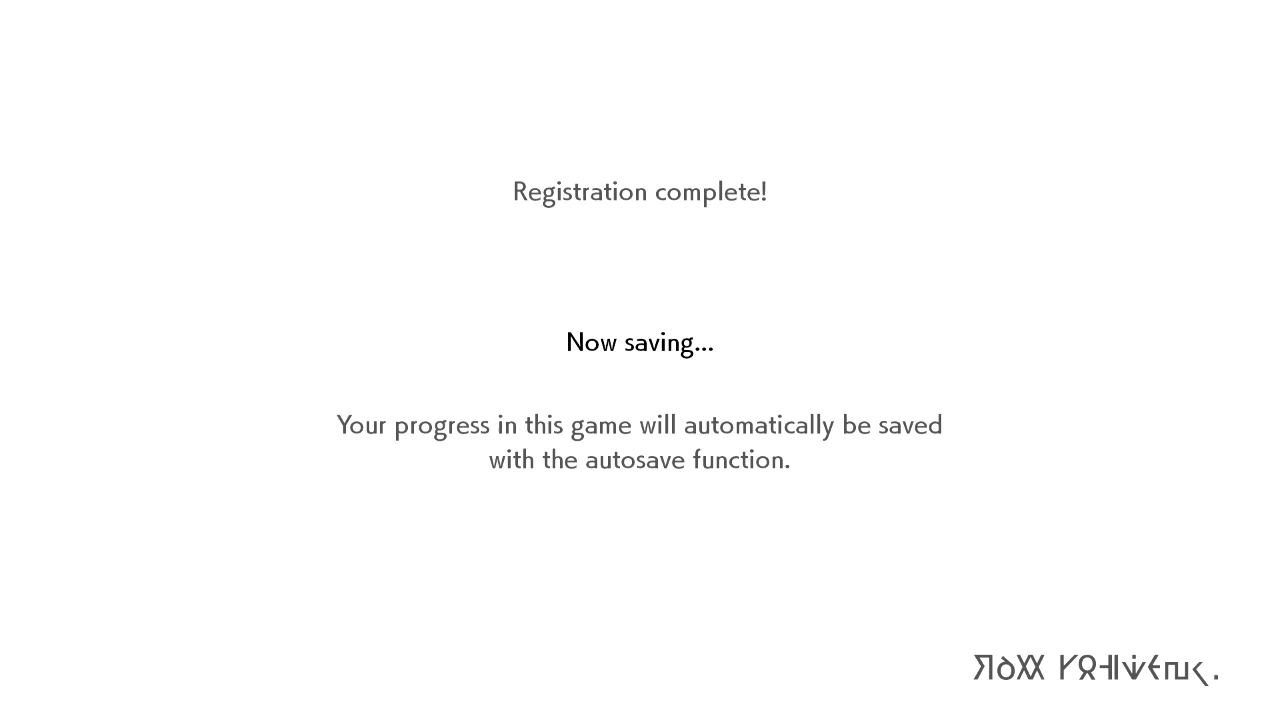 Registration complete!
Now saving...
Your progress in this game will automatically be saved
with the autosave function.